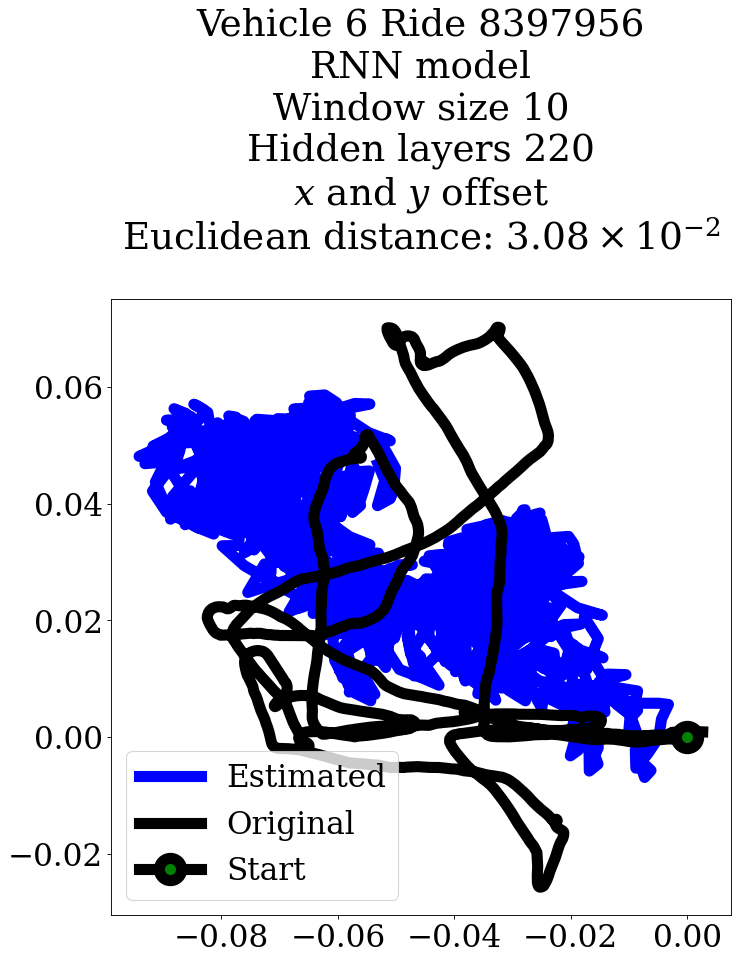 Vehicle 6 Ride 8397956
RNN model
Window size 10
Hidden layers 220
x and y offset
Euclidean distance: 3.08 × 10⁻²
0.06
0.04
0.02
0.00
−0.02
Estimated
Original
Start
−0.08 −0.06 −0.04 −0.02 0.00